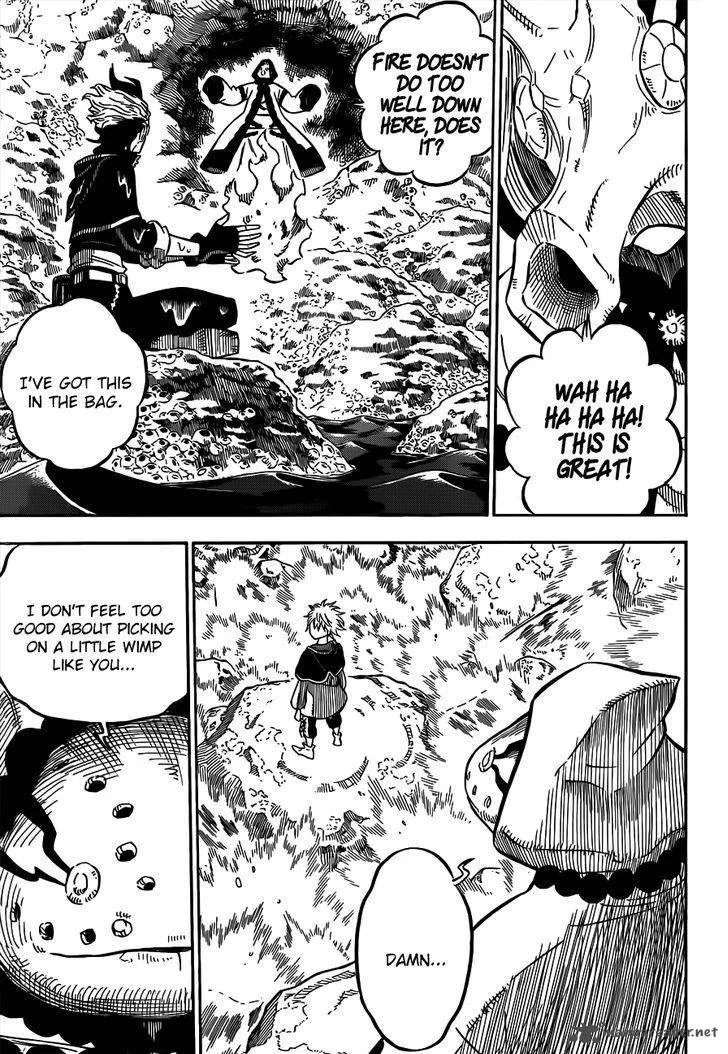 WAH HA
HA HA HA!
THIS IS
GREAT!
FIRE DOESN'T
DO TOO
WELL DOWN
HERE, DOES
IT?
I'VE GOT THIS
IN THE BAG.
DAMN...
I DON'T FEEL TOO
GOOD ABOUT PICKING
ON A LITTLE WIMP
LIKE YOU...